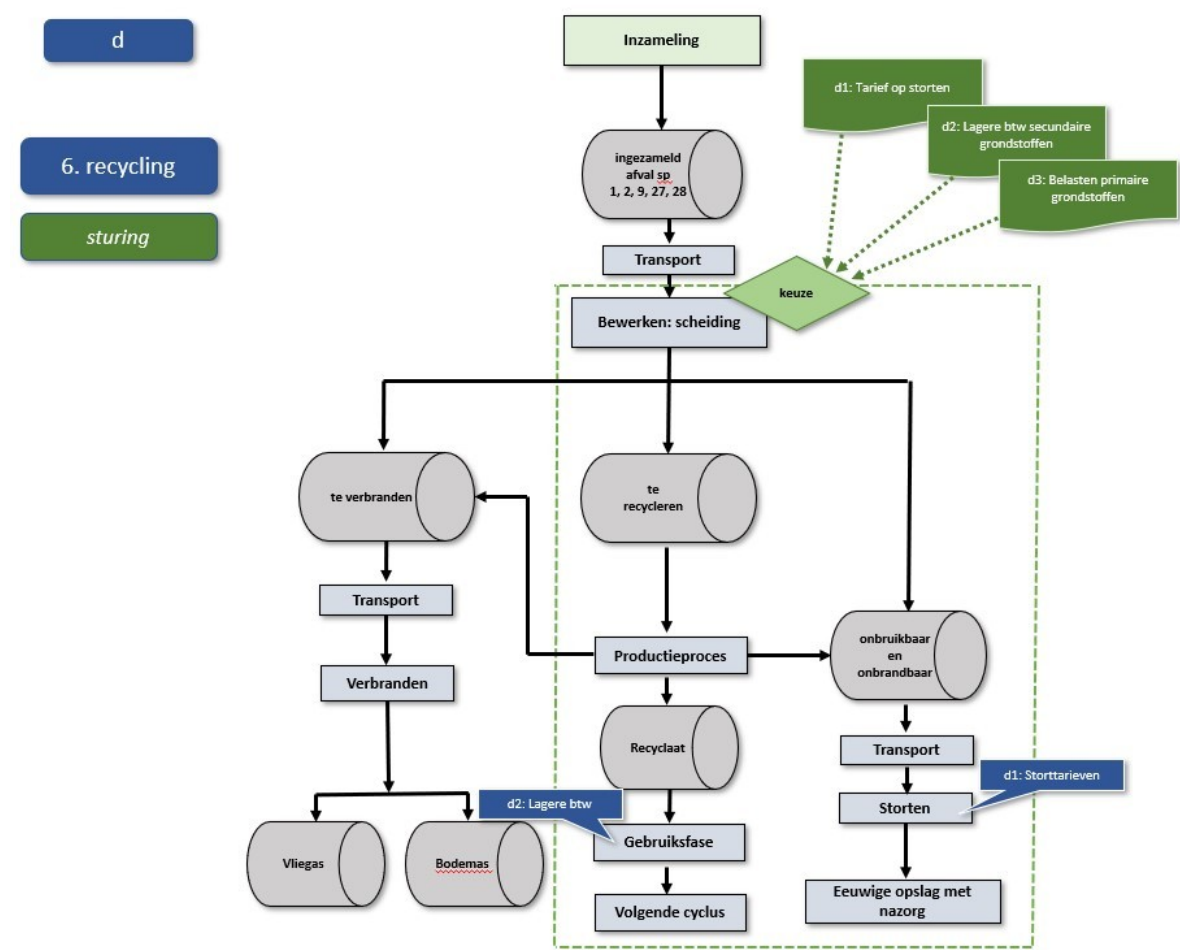 d
6. recycling
sturing
Inzameling
d1: Tarief op storten
d2: Lagere btw secundaire
grondstoffen
d3: Belasten primaire
grondstoffen
ingezameld
afval sp
1, 2, 9, 27, 28
Transport
keuze
Bewerken: scheiding
te verbranden
te
recycleren
Transport
Productieproces
onbruikbaar
en
onbrandbaar
Verbranden
Recyclaat
Transport
d1: Storttarieven
d2: Lagere btw
Storten
Gebruiksfase
Vliegas
Bodemas
Eeuwige opslag met
nazorg
Volgende cyclus